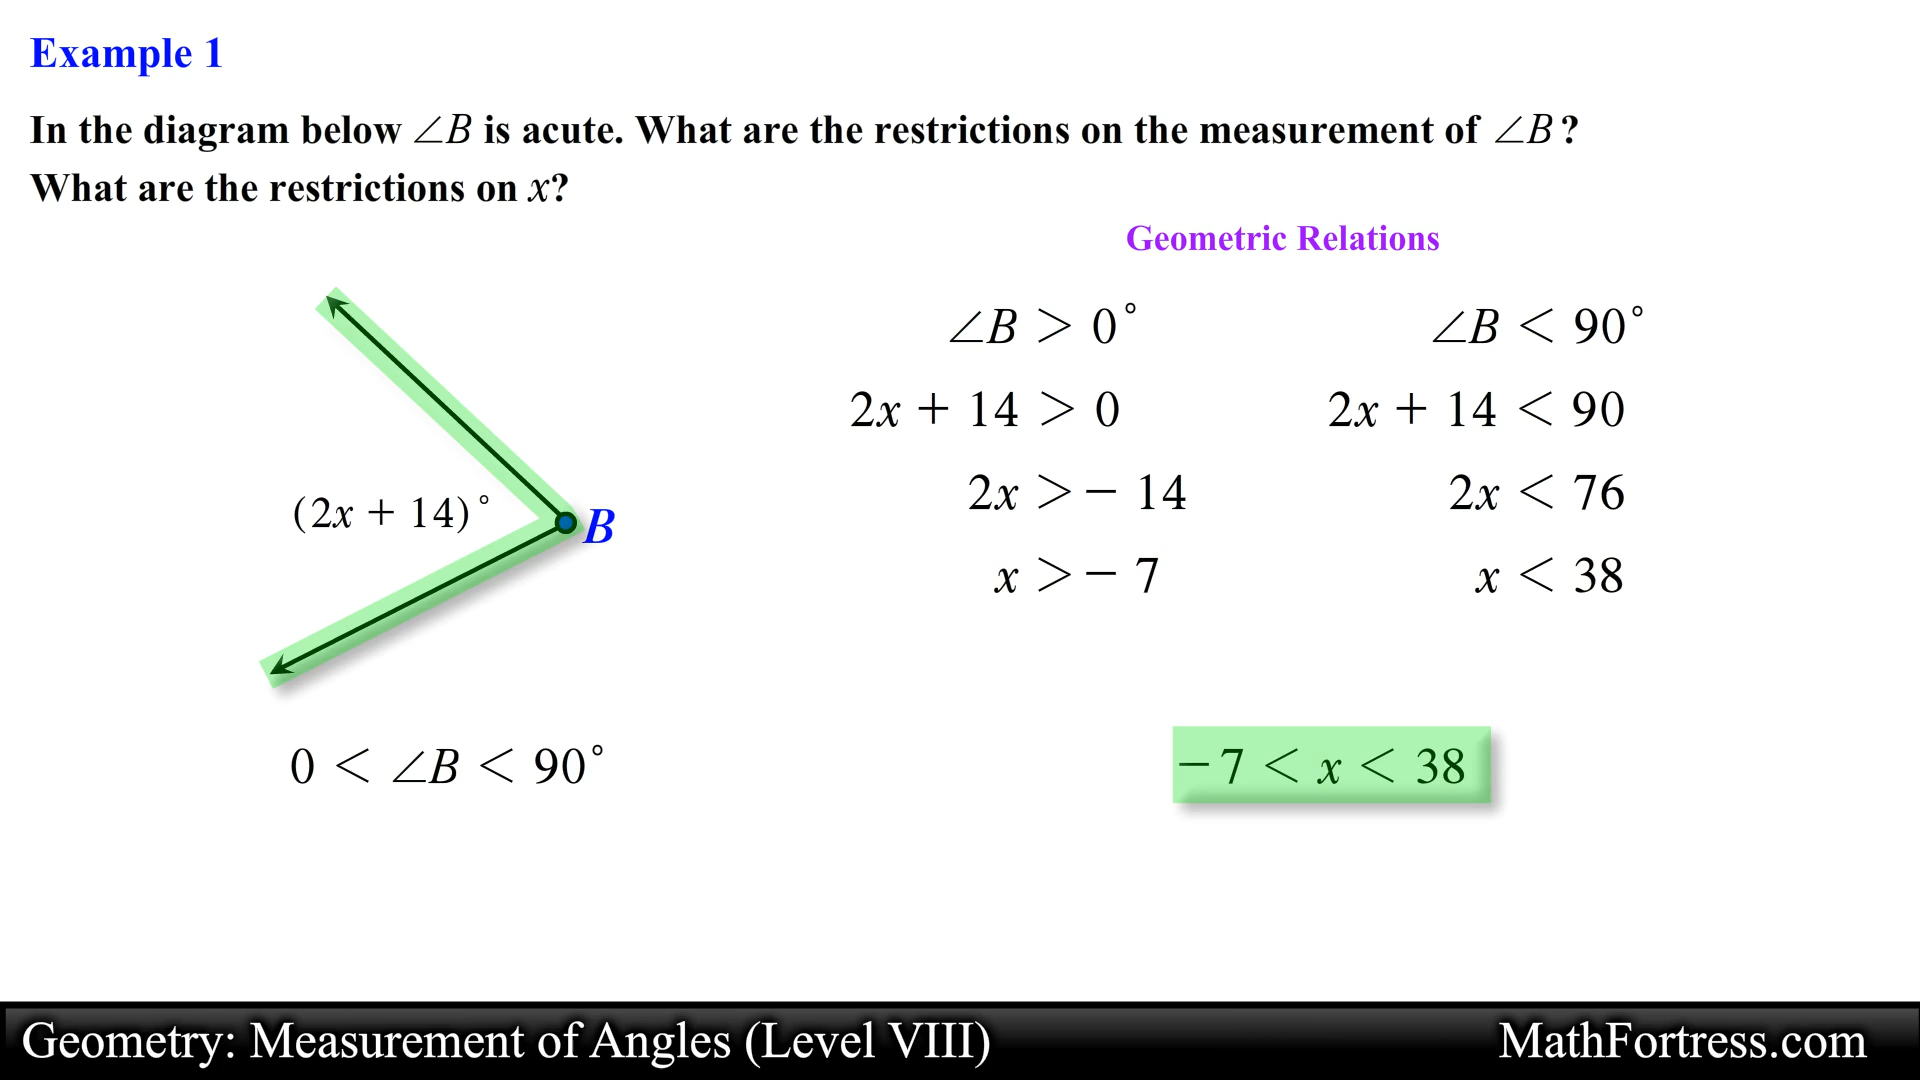 Example 1
In the diagram below ∠B is acute. What are the restrictions on the measurement of ∠B?
What are the restrictions on x?
Geometric Relations
∠B > 0° ∠B < 90°
2x + 14 > 0 2x + 14 < 90
2x > − 14 2x < 76
x > − 7 x < 38
(2x + 14)° B
0 < ∠B < 90° −7 < x < 38
Geometry: Measurement of Angles (Level VIII) MathFortress.com